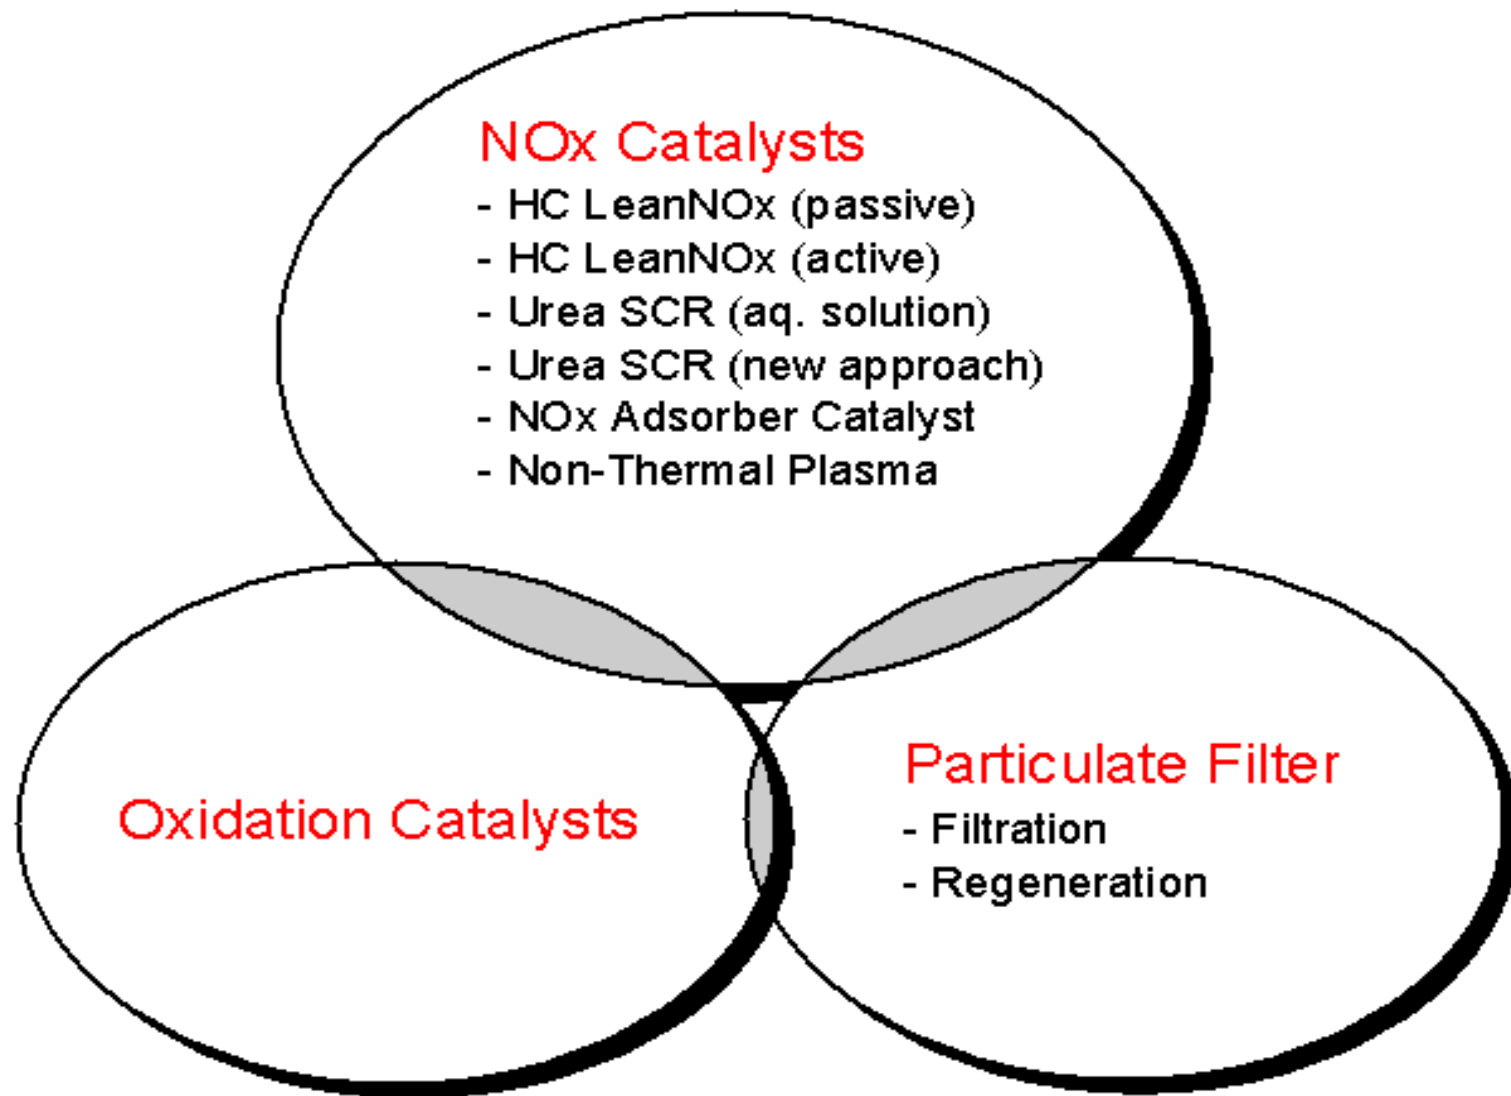 NOx Catalysts
- HC LeanNOx (passive)
- HC LeanNOx (active)
- Urea SCR (aq. solution)
- Urea SCR (new approach)
- NOx Adsorber Catalyst
- Non-Thermal Plasma
Oxidation Catalysts
Particulate Filter
- Filtration
- Regeneration